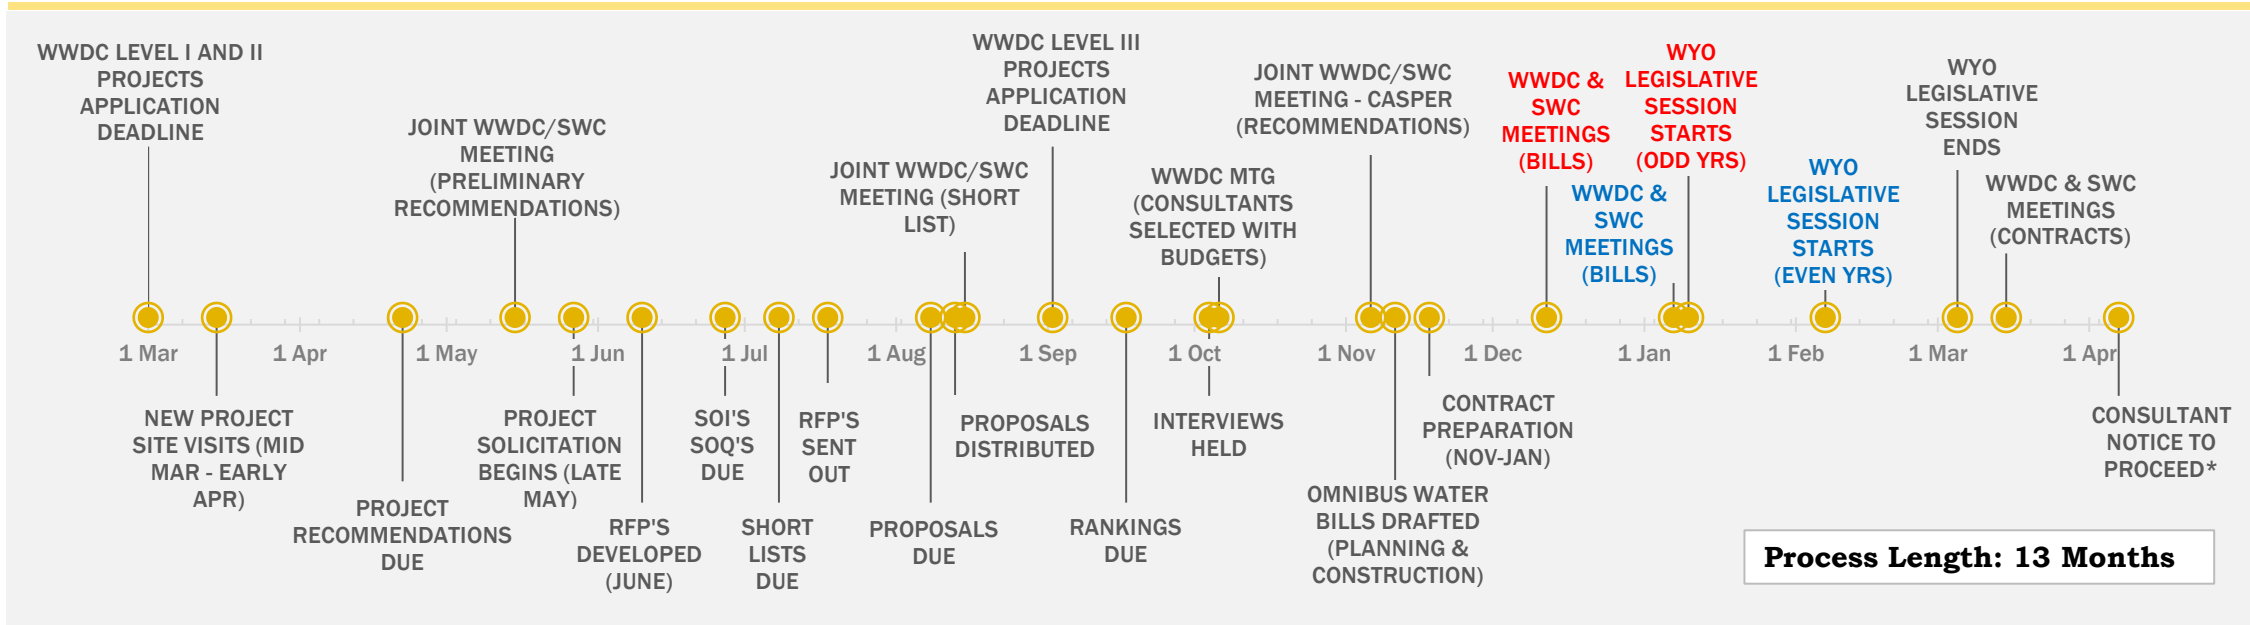 WWDC LEVEL I AND II
PROJECTS
APPLICATION
DEADLINE
JOINT WWDC/SWC
MEETING
(PRELIMINARY
RECOMMENDATIONS)
JOINT WWDC/SWC
MEETING (SHORT
LIST)
WWDC LEVEL III
PROJECTS
APPLICATION
DEADLINE
WWDC MTG
(CONSULTANTS
SELECTED WITH
BUDGETS)
JOINT WWDC/SWC
MEETING - CASPER
(RECOMMENDATIONS)
WWDC &
SWC
MEETINGS
(BILLS)
WWDC &
SWC
MEETINGS
(BILLS)
WYO
LEGISLATIVE
SESSION
STARTS
(ODD YRS)
WYO
LEGISLATIVE
SESSION
STARTS
(EVEN YRS)
WYO
LEGISLATIVE
SESSION
ENDS
WWDC & SWC
MEETINGS
(CONTRACTS)
1 Mar
1 Apr
1 May
1 Jun
1 Jul
1 Aug
1 Sep
1 Oct
1 Nov
1 Dec
1 Jan
1 Feb
1 Mar
1 Apr
NEW PROJECT
SITE VISITS (MID
MAR - EARLY
APR)
PROJECT
RECOMMENDATIONS
DUE
PROJECT
SOLICITATION
BEGINS (LATE
MAY)
RFP'S
DEVELOPED
(JUNE)
SOI'S
SOQ'S
DUE
SHORT
LISTS
DUE
RFP'S
SENT
OUT
PROPOSALS
DUE
PROPOSALS
DISTRIBUTED
RANKINGS
DUE
INTERVIEWS
HELD
OMNIBUS WATER
BILLS DRAFTED
(PLANNING &
CONSTRUCTION)
CONTRACT
PREPARATION
(NOV-JAN)
CONSULTANT
NOTICE TO
PROCEED*
Process Length: 13 Months